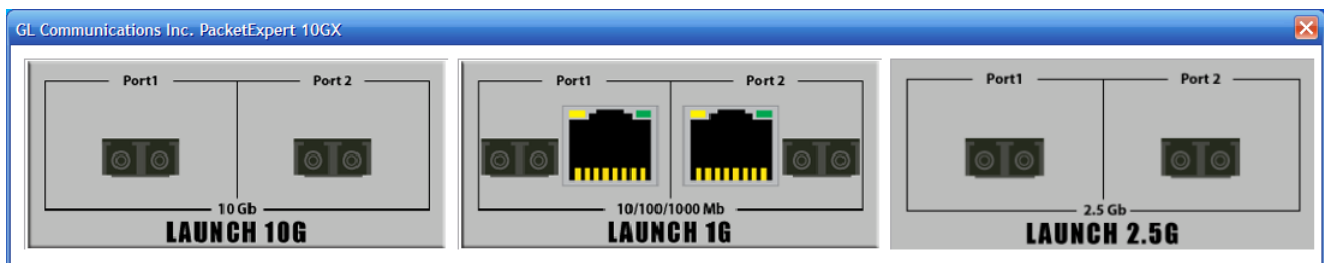 GL Communications Inc. PacketExpert 10GX
Port1 Port 2
10 Gb
LAUNCH 10G
Port1 Port 2
10/100/1000 Mb
LAUNCH 1G
Port1 Port 2
2.5 Gb
LAUNCH 2.5G